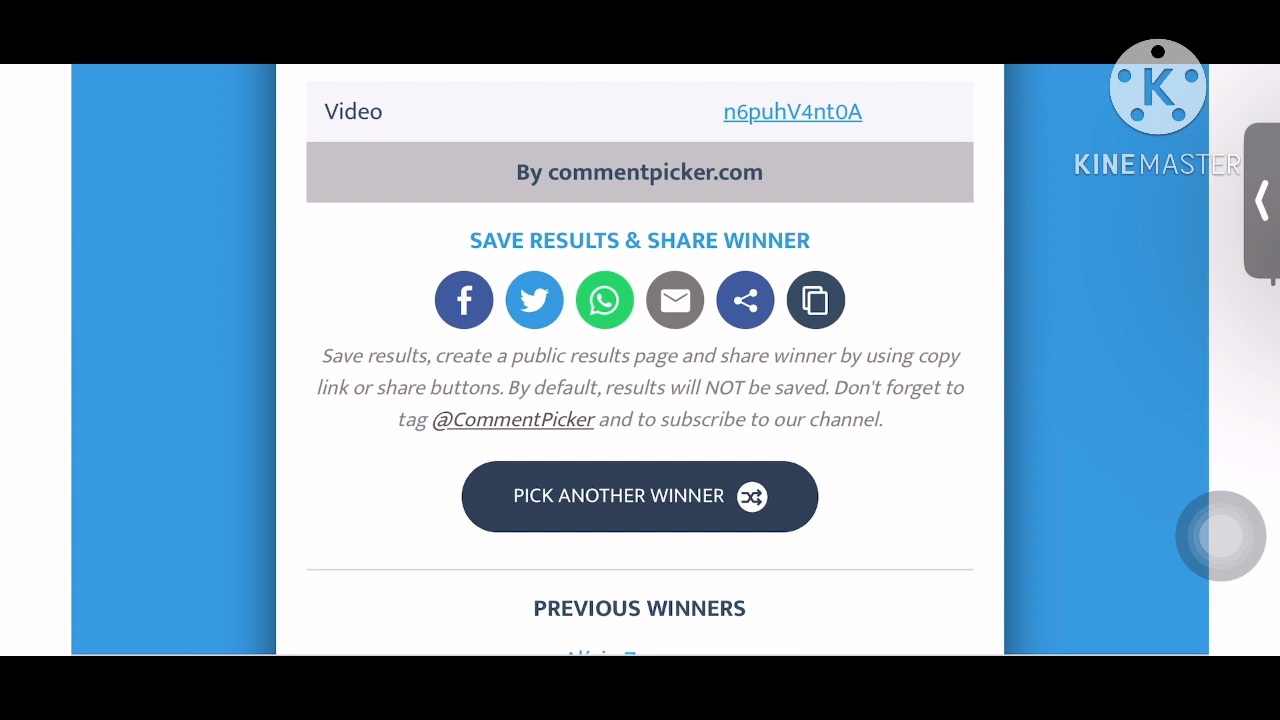 Video n6puhV4nt0A
By commentpicker.com
SAVE RESULTS & SHARE WINNER
Save results, create a public results page and share winner by using copy
link or share buttons. By default, results will NOT be saved. Don't forget to
tag @CommentPicker and to subscribe to our channel.
PICK ANOTHER WINNER
PREVIOUS WINNERS
K
KINEMASTER